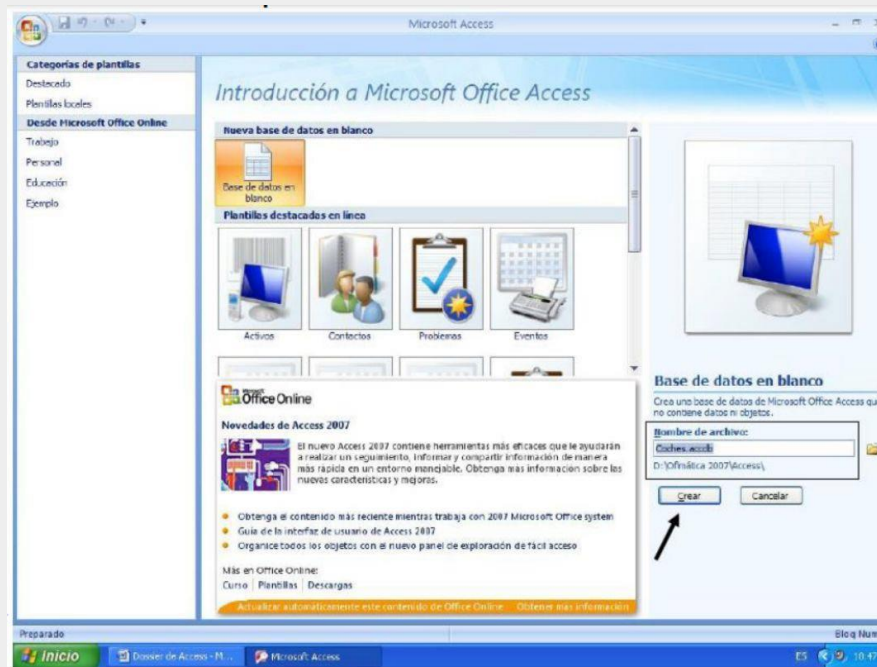 Microsoft Access
Categorías de plantillas
Destacado
Plantillas locales
Desde Microsoft Office Online
Trabajo
Personal
Educación
Ejemplo
Introducción a Microsoft Office Access
Nueva base de datos en blanco
Base de datos en
blanco
Plantillas destacadas en línea
Activos
Contactos
Problemas
Eventos
Microsoft
Office Online
Novedades de Access 2007
El nuevo Access 2007 contiene herramientas más eficaces que le ayudarán
a realizar un seguimiento, informar y compartir información de manera
más rápida en un entorno manejable. Obtenga más información sobre las
nuevas características y mejoras.
Obtenga el contenido más reciente mientras trabaja con 2007 Microsoft Office system
Guía de la interfaz de usuario de Access 2007
Organice todos los objetos con el nuevo panel de exploración de fácil acceso
Más en Office Online:
Curso | Plantillas | Descargas
Actualizar automáticamente este contenido de Office Online
Obtener más información
Base de datos en blanco
Crea una base de datos de Microsoft Office Access qu
no contiene datos ni objetos.
Nombre de archivo:
Coches.accdb
D:\Ofimática 2007\Access\
Crear
Cancelar
Preparado
Bloq Num
Inicio
Dossier de Access - M...
Microsoft Access
ES
10:47